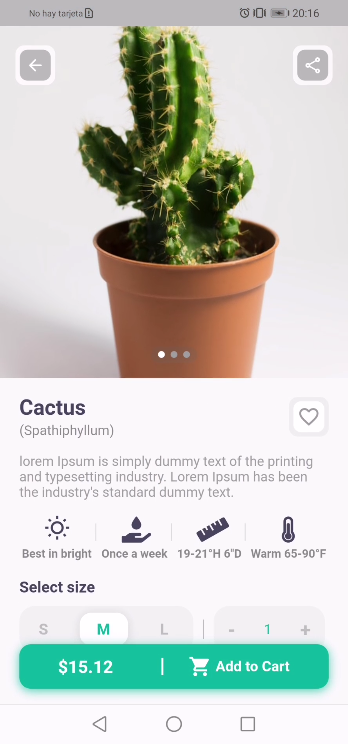 No hay tarjeta
20:16
Cactus
(Spathiphyllum)
lorem Ipsum is simply dummy text of the printing
and typesetting industry. Lorem Ipsum has been
the industry's standard dummy text.
Best in bright Once a week 19-21°H 6"D Warm 65-90°F
Select size
S M L - 1 +
$15.12 | Add to Cart